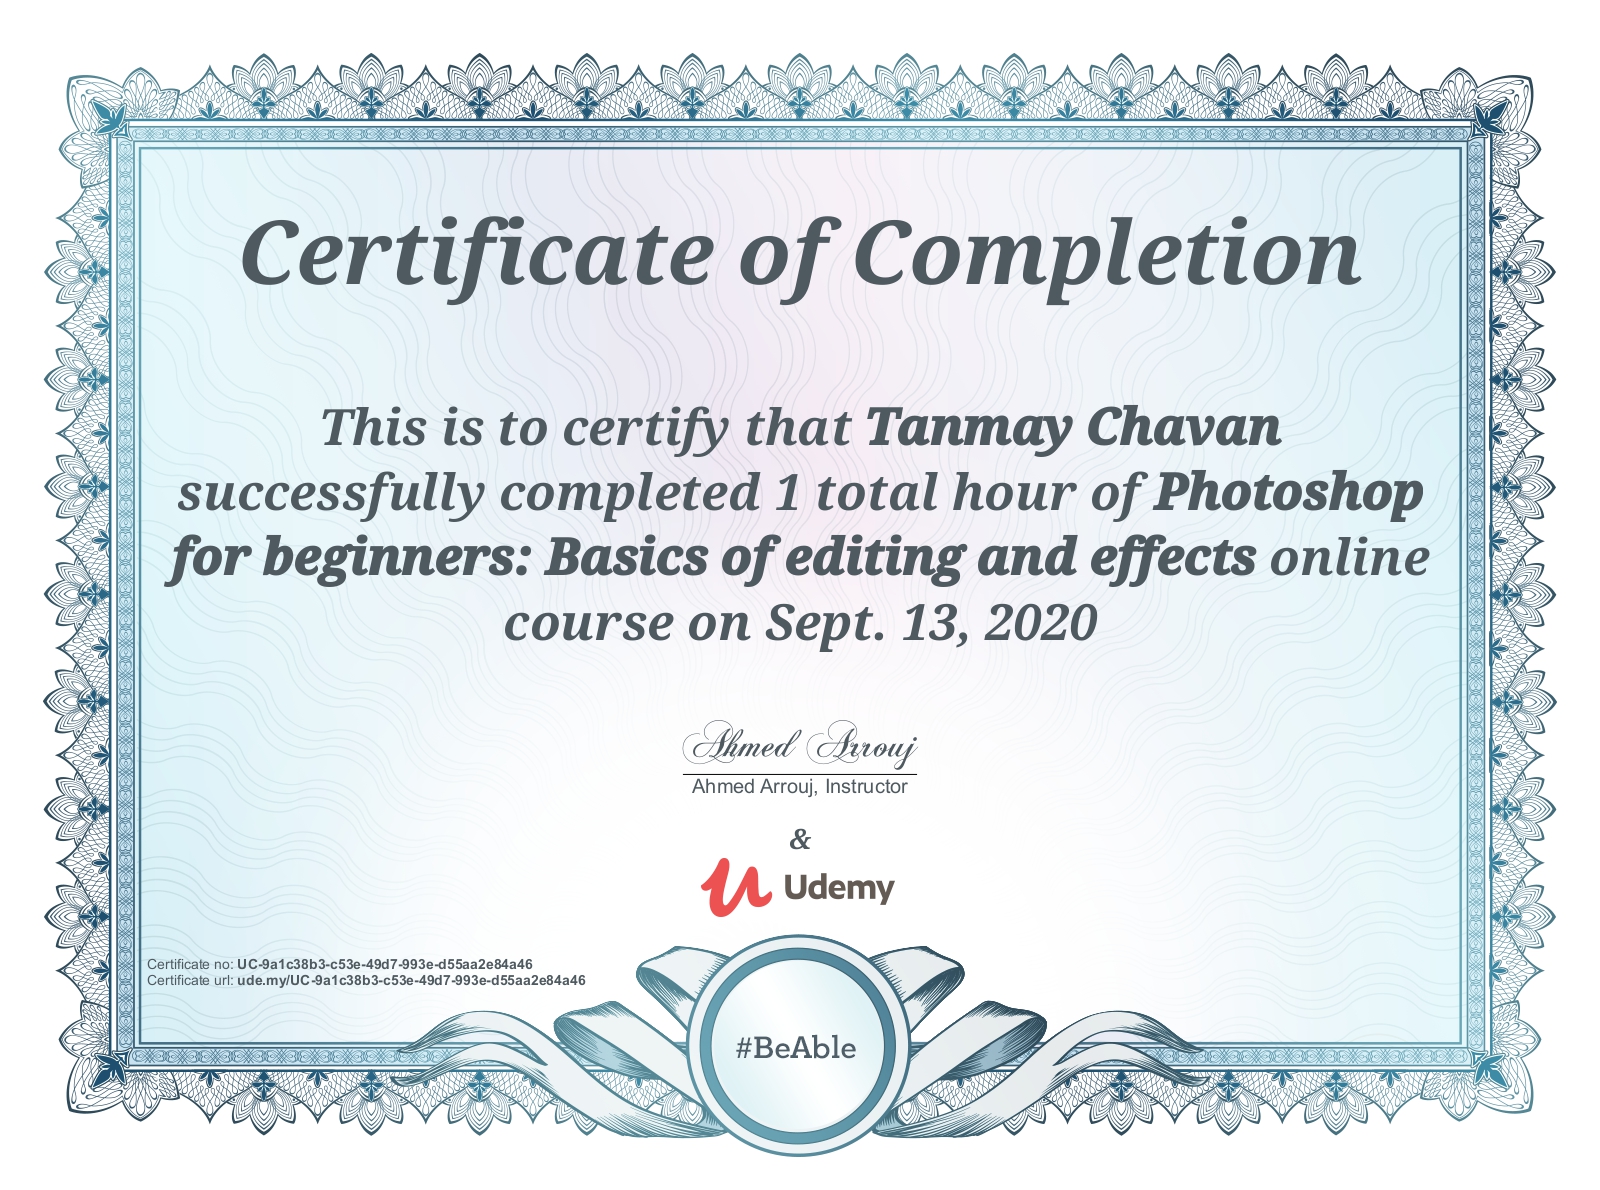 Certificate of Completion
This is to certify that Tanmay Chavan
successfully completed 1 total hour of Photoshop
for beginners: Basics of editing and effects online
course on Sept. 13, 2020
Ahmed Arrouj
Ahmed Arrouj, Instructor
&
Udemy
Certificate no: UC-9a1c38b3-c53e-49d7-993e-d55aa2e84a46
Certificate url: ude.my/UC-9a1c38b3-c53e-49d7-993e-d55aa2e84a46
#BeAble